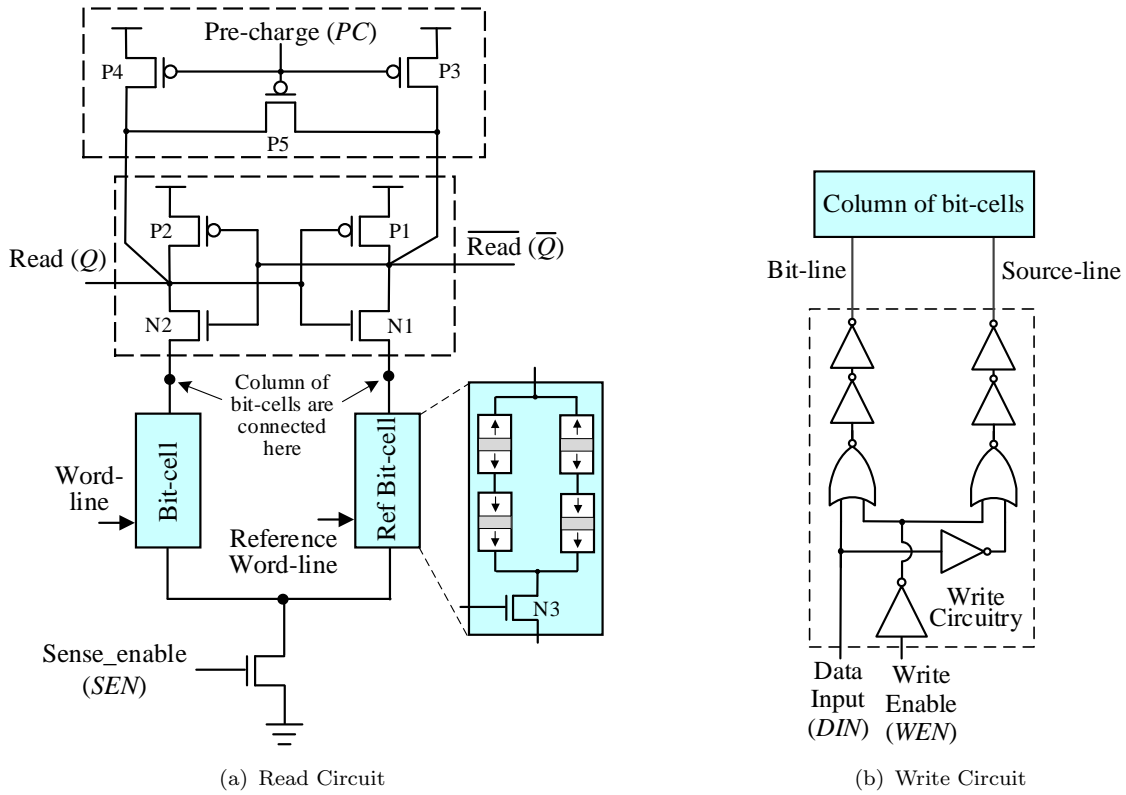 Pre-charge (PC)
P4
P3
P5
P2
P1
Read (Q)
Read (Q)
N2
N1
Column of
bit-cells are
connected
here
Word-
line
Bit-cell
Ref Bit-cell
Reference
Word-line
N3
Sense_enable
(SEN)
(a) Read Circuit
Column of bit-cells
Bit-line
Source-line
Write
Circuitry
Data
Input
(DIN)
Write
Enable
(WEN)
(b) Write Circuit